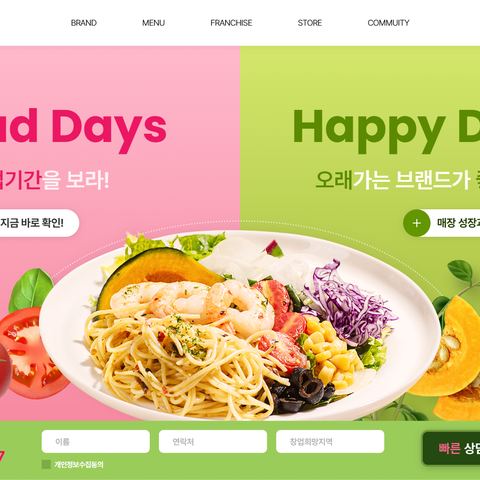 BRAND MENU FRANCHISE STORE COMMUITY
Days
Happy
기간을 보라!
오래가는 브랜드가
지금 바로 확인!
+ 매장 성장
이름 연락처 창업희망지역
개인정보수집동의
7
빠른 상담